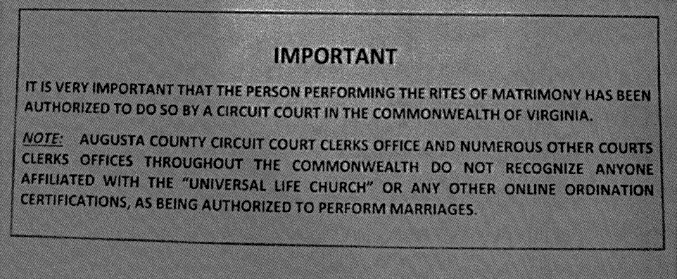 IMPORTANT
IT IS VERY IMPORTANT THAT THE PERSON PERFORMING THE RITES OF MATRIMONY HAS BEEN
AUTHORIZED TO DO SO BY A CIRCUIT COURT IN THE COMMONWEALTH OF VIRGINIA.
NOTE: AUGUSTA COUNTY CIRCUIT COURT CLERKS OFFICE AND NUMEROUS OTHER COURTS
CLERKS OFFICES THROUGHOUT THE COMMONWEALTH DO NOT RECOGNIZE ANYONE
AFFILIATED WITH THE "UNIVERSAL LIFE CHURCH" OR ANY OTHER ONLINE ORDINATION
CERTIFICATIONS, AS BEING AUTHORIZED TO PERFORM MARRIAGES.